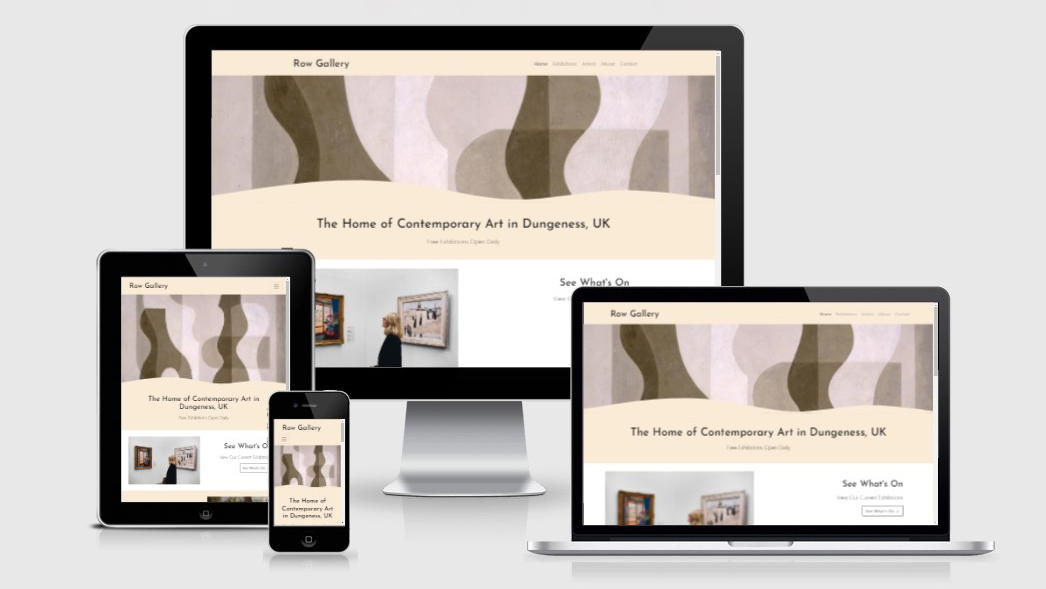 Row Gallery
Home Exhibitions Artists About Contact
The Home of Contemporary Art in Dungeness, UK
Free Exhibitions Open Daily
See What's On
Row Gallery
The Home of Contemporary Art in
Dungeness, UK
Free Exhibitions Open Daily
See What's O
View Our Current Exhibitions
See What's On
Row Gallery
The Home of
Contemporary Art
in Dungeness, UK
Row Gallery
Home Exhibitions Artists About Contact
The Home of Contemporary Art in Dungeness, UK
Free Exhibitions Open Daily
See What's On
View Our Current Exhibitions
See What's On >